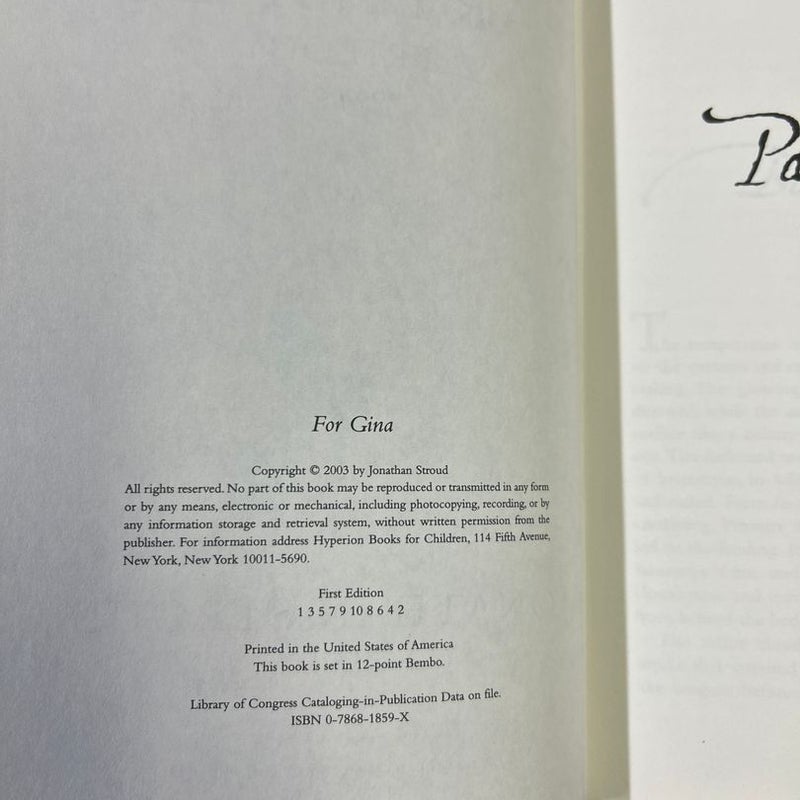 For Gina
Copyright © 2003 by Jonathan Stroud
All rights reserved. No part of this book may be reproduced or transmitted in any form
or by any means, electronic or mechanical, including photocopying, recording, or by
any information storage and retrieval system, without written permission from the
publisher. For information address Hyperion Books for Children, 114 Fifth Avenue,
New York, New York 10011-5690.
First Edition
1 3 5 7 9 10 8 6 4 2
Printed in the United States of America
This book is set in 12-point Bembo.
Library of Congress Cataloging-in-Publication Data on file.
ISBN 0-7868-1859-X
Pa